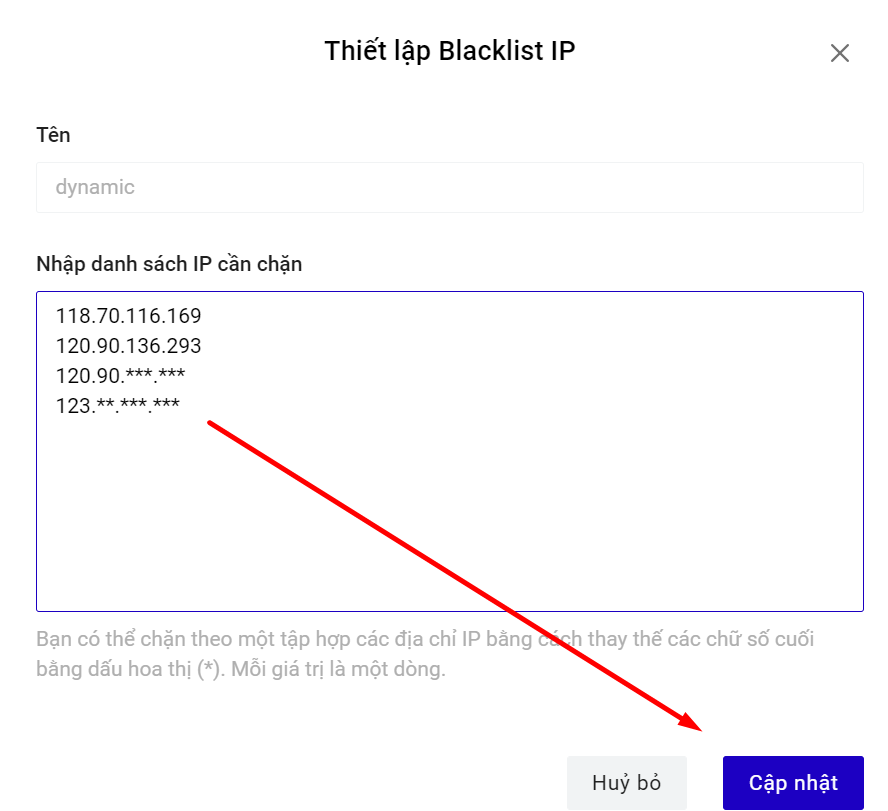 Thiết lập Blacklist IP
Tên
dynamic
Nhập danh sách IP cần chặn
118.70.116.169
120.90.136.293
120.90.***.***
123.**.***.***
Bạn có thể chặn theo một tập hợp các địa chỉ IP bằng cách thay thế các chữ số cuối
bằng dấu hoa thị (*). Mỗi giá trị là một dòng.
Huỷ bỏ
Cập nhật